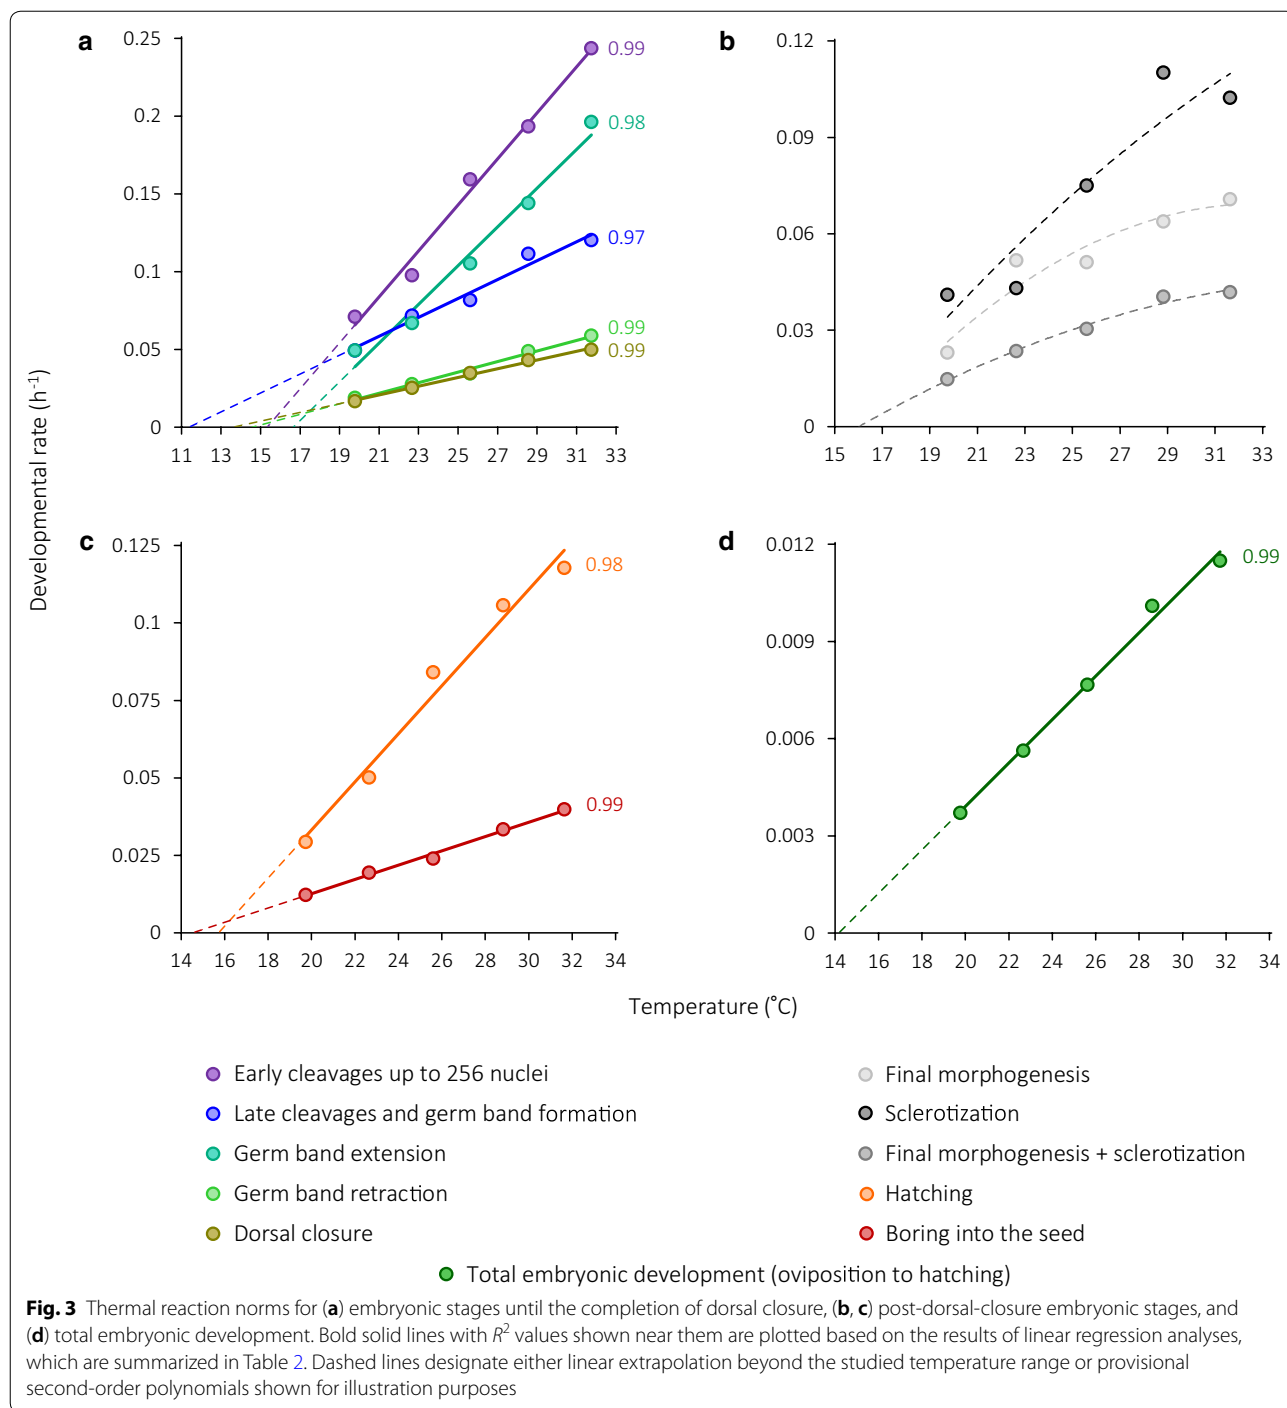 a
0.25
0.2
0.15
0.1
0.05
0
11 13 15 17 19 21 23 25 27 29 31 33
0.99
0.98
0.97
0.99
0.99
b
0.12
0.09
0.06
0.03
0
15 17 19 21 23 25 27 29 31 33
Developmental rate (h-1)
c
0.125
0.1
0.075
0.05
0.025
0
14 16 18 20 22 24 26 28 30 32 34
0.98
0.99
d
0.012
0.009
0.006
0.003
0
14 16 18 20 22 24 26 28 30 32 34
0.99
Temperature (˚C)
Early cleavages up to 256 nuclei
Late cleavages and germ band formation
Germ band extension
Germ band retraction
Dorsal closure
Final morphogenesis
Sclerotization
Final morphogenesis + sclerotization
Hatching
Boring into the seed
Total embryonic development (oviposition to hatching)
Fig. 3 Thermal reaction norms for (a) embryonic stages until the completion of dorsal closure, (b, c) post-dorsal-closure embryonic stages, and
(d) total embryonic development. Bold solid lines with R2 values shown near them are plotted based on the results of linear regression analyses,
which are summarized in Table 2. Dashed lines designate either linear extrapolation beyond the studied temperature range or provisional
second-order polynomials shown for illustration purposes